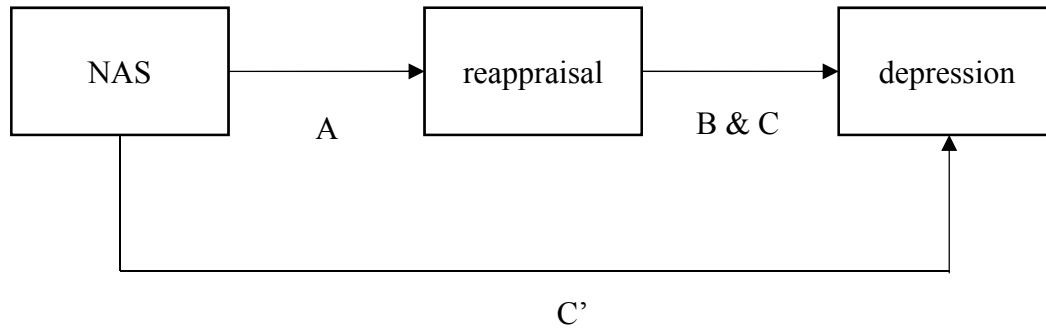 NAS
reappraisal
depression
A
B & C
C’